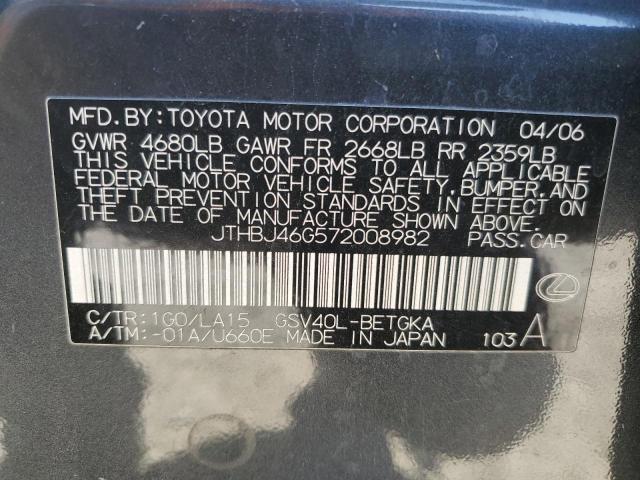 MFD.BY:TOYOTA MOTOR CORPORATION 04/06
GVWR 4680LB GAWR FR 2668LB RR 2359LB
THIS VEHICLE CONFORMS TO ALL APPLICABLE
FEDERAL MOTOR VEHICLE SAFETY,BUMPER,AND
THEFT PREVENTION STANDARDS IN EFFECT ON
THE DATE OF MANUFACTURE SHOWN ABOVE.
JTHBJ46G572008982 PASS.CAR
C/TR:1G0/LA15 GSV40L-BETGKA
A/TM:-01A/U660E MADE IN JAPAN 103 A